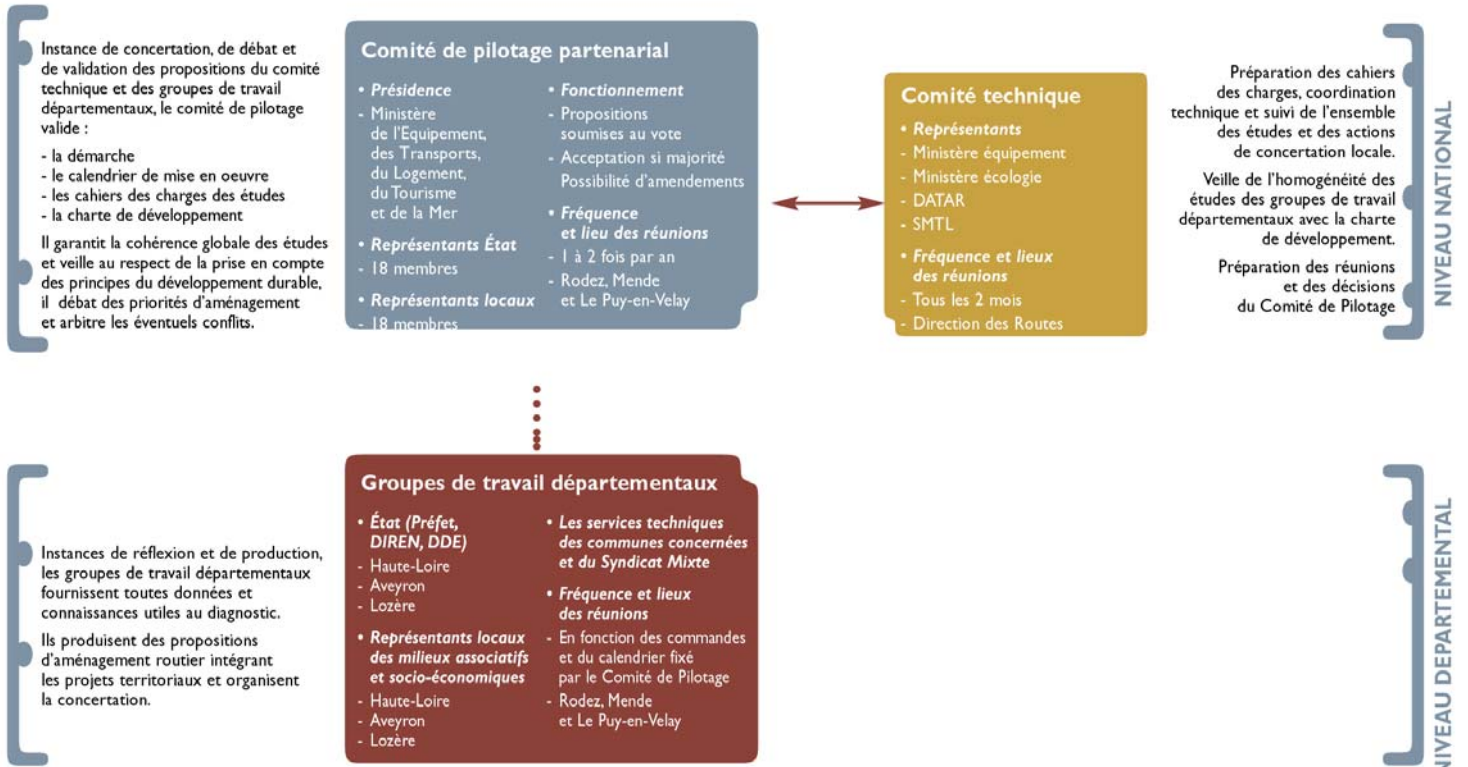 Instance de concertation, de débat et
de validation des propositions du comité
technique et des groupes de travail
départementaux, le comité de pilotage
valide :
- la démarche
- le calendrier de mise en oeuvre
- les cahiers des charges des études
- la charte de développement
Il garantit la cohérence globale des études
et veille au respect de la prise en compte
des principes du développement durable,
il débat des priorités d'aménagement
et arbitre les éventuels conflits.
Comité de pilotage partenarial
• Présidence
- Ministère
de l'Equipement,
des Transports,
du Logement,
du Tourisme
et de la Mer
• Représentants État
- 18 membres
• Représentants locaux
- 18 membres
• Fonctionnement
- Propositions
soumises au vote
- Acceptation si majorité
Possibilité d'amendements
• Fréquence
et lieu des réunions
- 1 à 2 fois par an
- Rodez, Mende
et Le Puy-en-Velay
Comité technique
• Représentants
- Ministère équipement
- Ministère écologie
- DATAR
- SMTL
• Fréquence et lieux
des réunions
- Tous les 2 mois
- Direction des Routes
Préparation des cahiers
des charges, coordination
technique et suivi de l'ensemble
des études et des actions
de concertation locale.
Veille de l'homogénéité des
études des groupes de travail
départementaux avec la charte
de développement.
Préparation des réunions
et des décisions
du Comité de Pilotage
NIVEAU NATIONAL
Instances de réflexion et de production,
les groupes de travail départementaux
fournissent toutes données et
connaissances utiles au diagnostic.
Ils produisent des propositions
d'aménagement routier intégrant
les projets territoriaux et organisent
la concertation.
Groupes de travail départementaux
• État (Préfet,
DIREN, DDE)
- Haute-Loire
- Aveyron
- Lozère
• Représentants locaux
des milieux associatifs
et socio-économiques
- Haute-Loire
- Aveyron
- Lozère
• Les services techniques
des communes concernées
et du Syndicat Mixte
• Fréquence et lieux
des réunions
- En fonction des commandes
et du calendrier fixé
par le Comité de Pilotage
- Rodez, Mende
et Le Puy-en-Velay
NIVEAU DEPARTEMENTAL